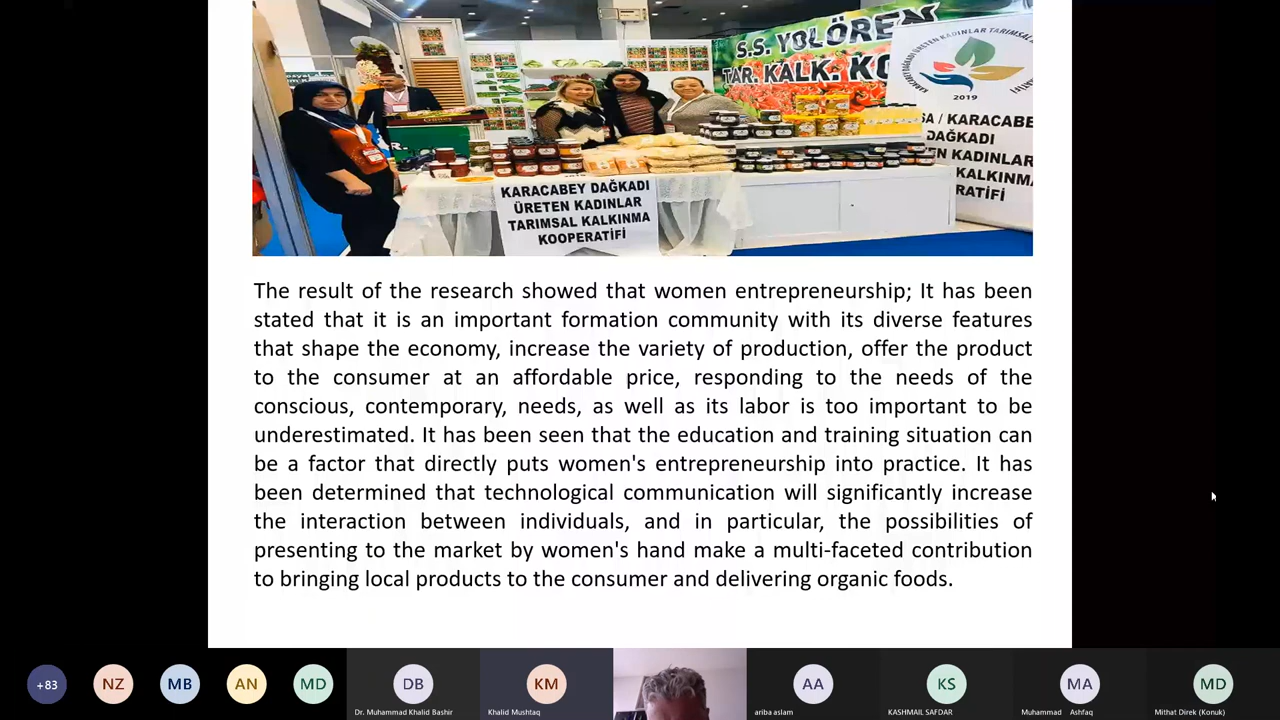 S.S. YOLÖREN
TAR. KALK. KO
KARACABEY DAĞKADI ÜRETEN KADINLAR TARIMSAL
2019
SA / KARACABE
DAĞKADI
EN KADINLAR
KALKINMA
RATİFİ
KARACABEY DAĞKADI
ÜRETEN KADINLAR
TARIMSAL KALKINMA
KOOPERATİFİ
The result of the research showed that women entrepreneurship; It has been
stated that it is an important formation community with its diverse features
that shape the economy, increase the variety of production, offer the product
to the consumer at an affordable price, responding to the needs of the
conscious, contemporary, needs, as well as its labor is too important to be
underestimated. It has been seen that the education and training situation can
be a factor that directly puts women's entrepreneurship into practice. It has
been determined that technological communication will significantly increase
the interaction between individuals, and in particular, the possibilities of
presenting to the market by women's hand make a multi-faceted contribution
to bringing local products to the consumer and delivering organic foods.
+83
NZ
MB
AN
MD
DB
KM
AA
KS
MA
MD
Dr. Muhammad Khalid Bashir
Khalid Mushtaq
ariba aslam
KASHMAIL SAFDAR
Muhammad Ashfaq
Mithat Direk (Konuk)